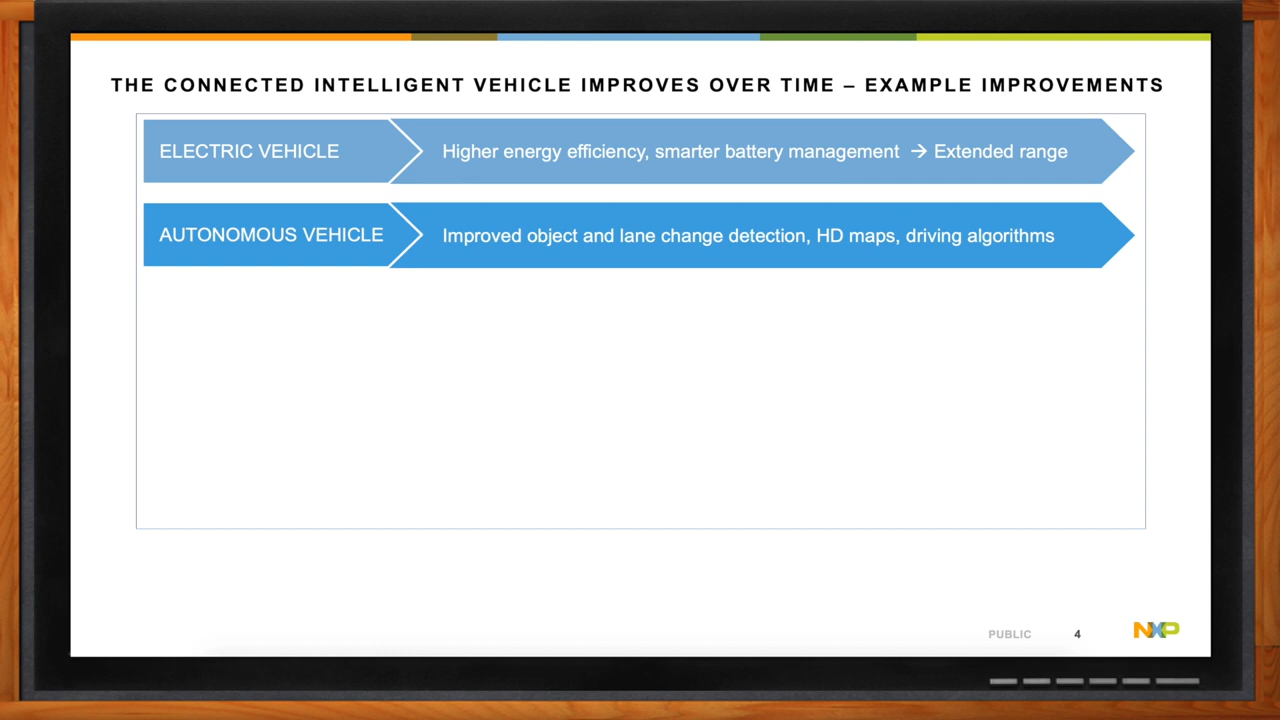 THE CONNECTED INTELLIGENT VEHICLE IMPROVES OVER TIME – EXAMPLE IMPROVEMENTS
ELECTRIC VEHICLE
Higher energy efficiency, smarter battery management → Extended range
AUTONOMOUS VEHICLE
Improved object and lane change detection, HD maps, driving algorithms
PUBLIC
4
NXP